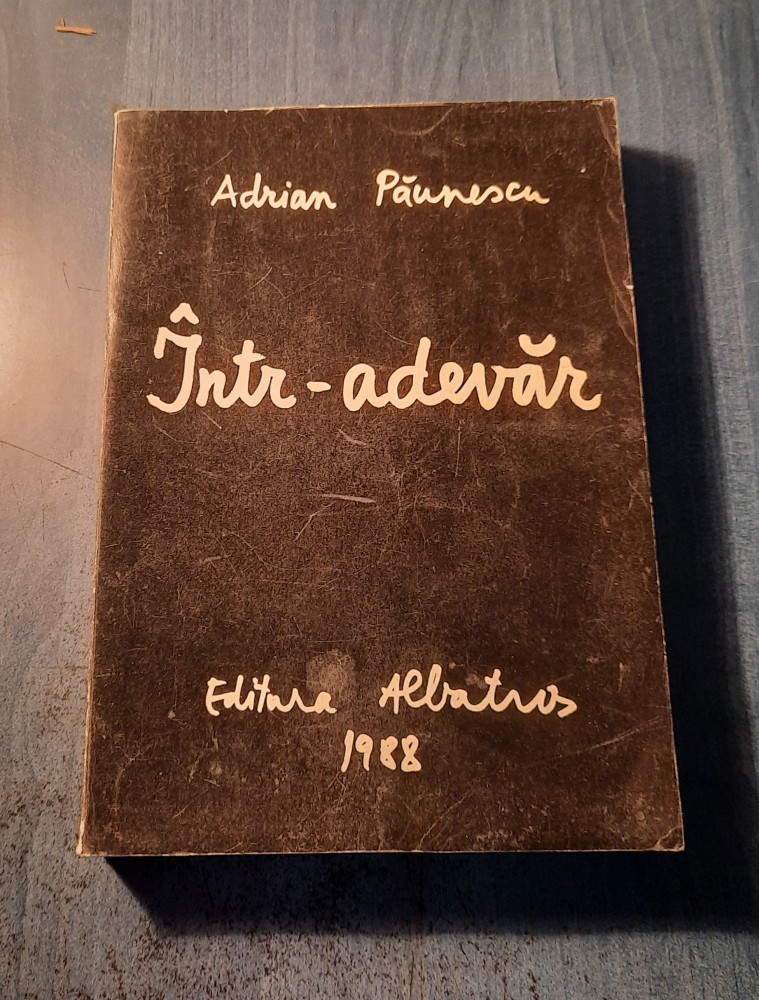 Adrian Păunescu
Într-adevăr
Editura Albatros
1988